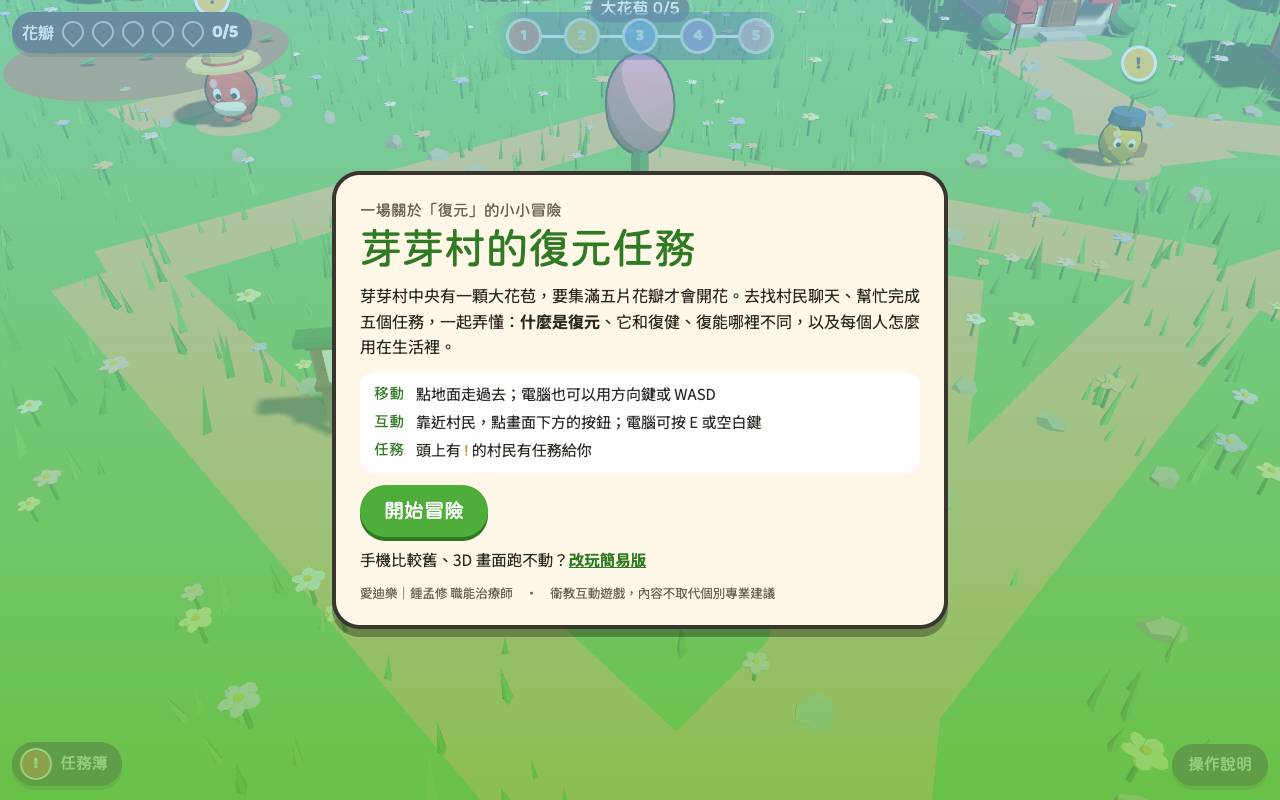 花瓣 0/5
大花苞 0/5
1 2 3 4 5
!
一場關於「復元」的小小冒險
芽芽村的復元任務
芽芽村中央有一顆大花苞，要集滿五片花瓣才會開花。去找村民聊天、幫忙完成
五個任務，一起弄懂：什麼是復元、它和復健、復能哪裡不同，以及每個人怎麼
用在生活裡。
移動 點地面走過去；電腦也可以用方向鍵或 WASD
互動 靠近村民，點畫面下方的按鈕；電腦可按 E 或空白鍵
任務 頭上有 ! 的村民有任務給你
開始冒險
手機比較舊、3D 畫面跑不動？改玩簡易版
愛迪樂｜鍾孟修 職能治療師 ・ 衛教互動遊戲，內容不取代個別專業建議
! 任務簿
操作說明